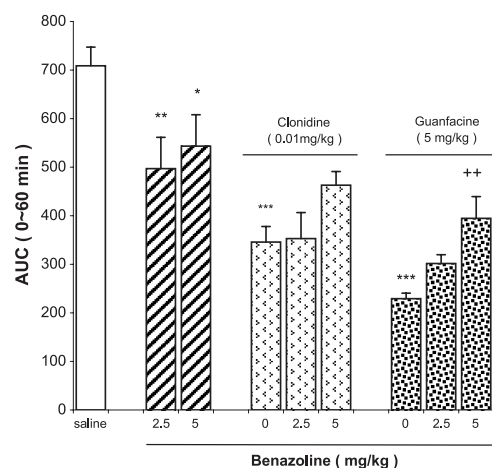 800
700
600
500
400
300
200
100
0
AUC ( 0~60 min )
**
*
Clonidine
( 0.01mg/kg )
***
Guanfacine
( 5 mg/kg )
***
++
saline 2.5 5 0 2.5 5 0 2.5 5
Benazoline ( mg/kg )